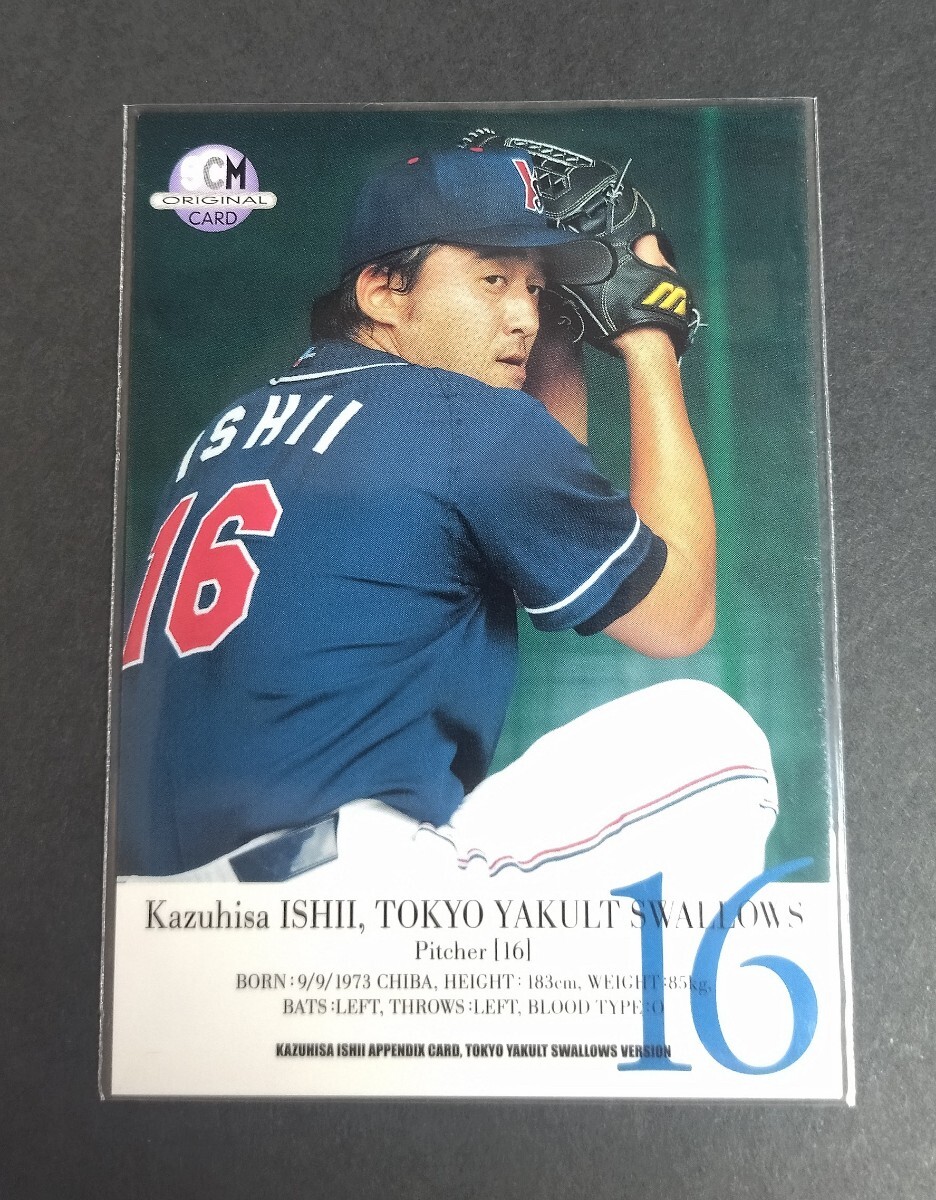 SCM
ORIGINAL
CARD
Y
ISHII
16
Kazuhisa ISHII, TOKYO YAKULT SWALLOWS
Pitcher [16]
BORN:9/9/1973 CHIBA, HEIGHT: 183cm, WEIGHT:85kg,
BATS:LEFT, THROWS:LEFT, BLOOD TYPE:O
16
KAZUHISA ISHII APPENDIX CARD, TOKYO YAKULT SWALLOWS VERSION